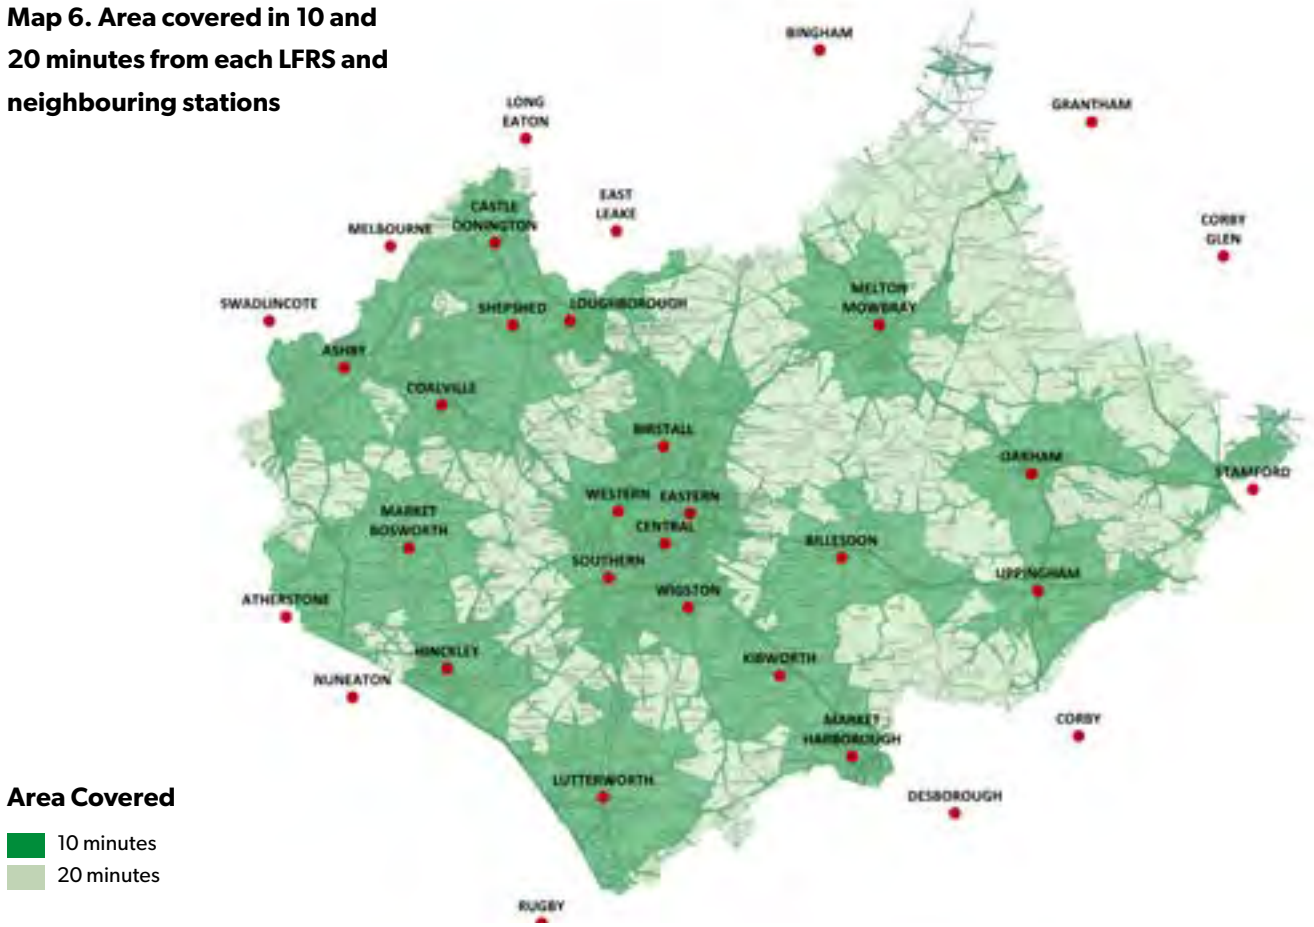 Map 6. Area covered in 10 and
20 minutes from each LFRS and
neighbouring stations
BINGHAM
LONG
EATON
GRANTHAM
EAST
LEAKE
CASTLE
DONINGTON
MELBOURNE
CORBY
GLEN
SWADLINCOTE
SHEPSHED
LOUGHBOROUGH
MELTON
MOWBRAY
ASHBY
COALVILLE
BIRSTALL
OAKHAM
STAMFORD
WESTERN
EASTERN
MARKET
BOSWORTH
CENTRAL
BILLESDON
SOUTHERN
UPPINGHAM
WIGSTON
ATHERSTONE
HINCKLEY
KIBWORTH
NUNEATON
MARKET
HARBOROUGH
CORBY
LUTTERWORTH
DESBOROUGH
Area Covered
10 minutes
20 minutes
RUGBY